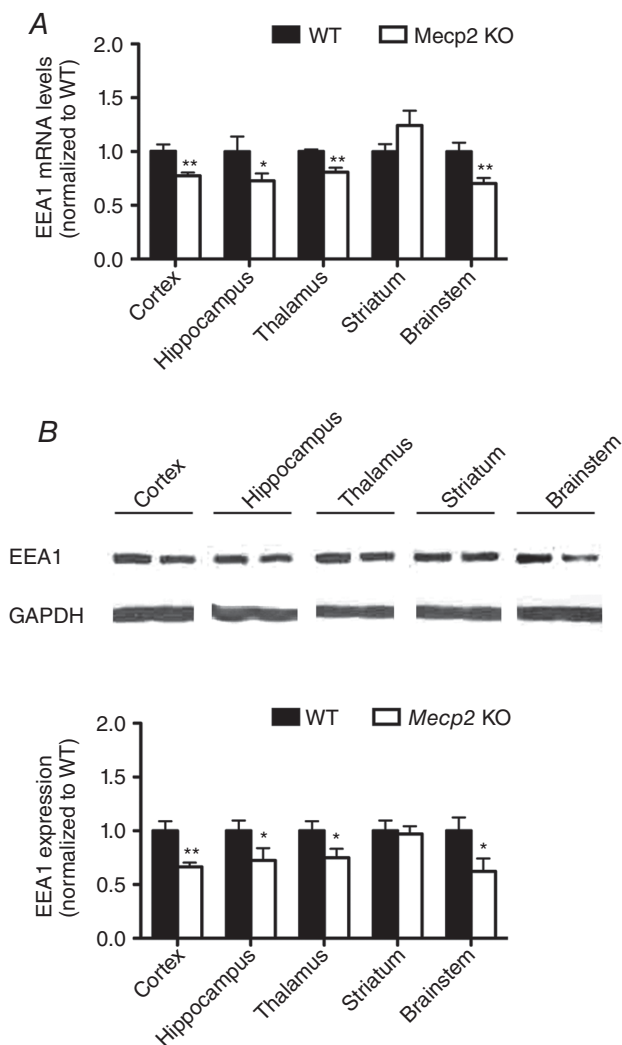 A
WT Mecp2 KO
EEA1 mRNA levels
(normalized to WT)
2.0
1.5
1.0
0.5
0.0
** * ** **
Cortex
Hippocampus
Thalamus
Striatum
Brainstem
B
Cortex
Hippocampus
Thalamus
Striatum
Brainstem
EEA1
GAPDH
WT Mecp2 KO
EEA1 expression
(normalized to WT)
2.0
1.5
1.0
0.5
0.0
** * * *
Cortex
Hippocampus
Thalamus
Striatum
Brainstem